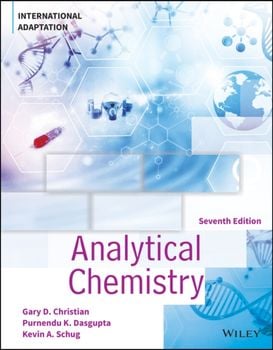 INTERNATIONAL
ADAPTATION
Seventh Edition
Analytical
Chemistry
Gary D. Christian
Purnendu K. Dasgupta
Kevin A. Schug
WILEY